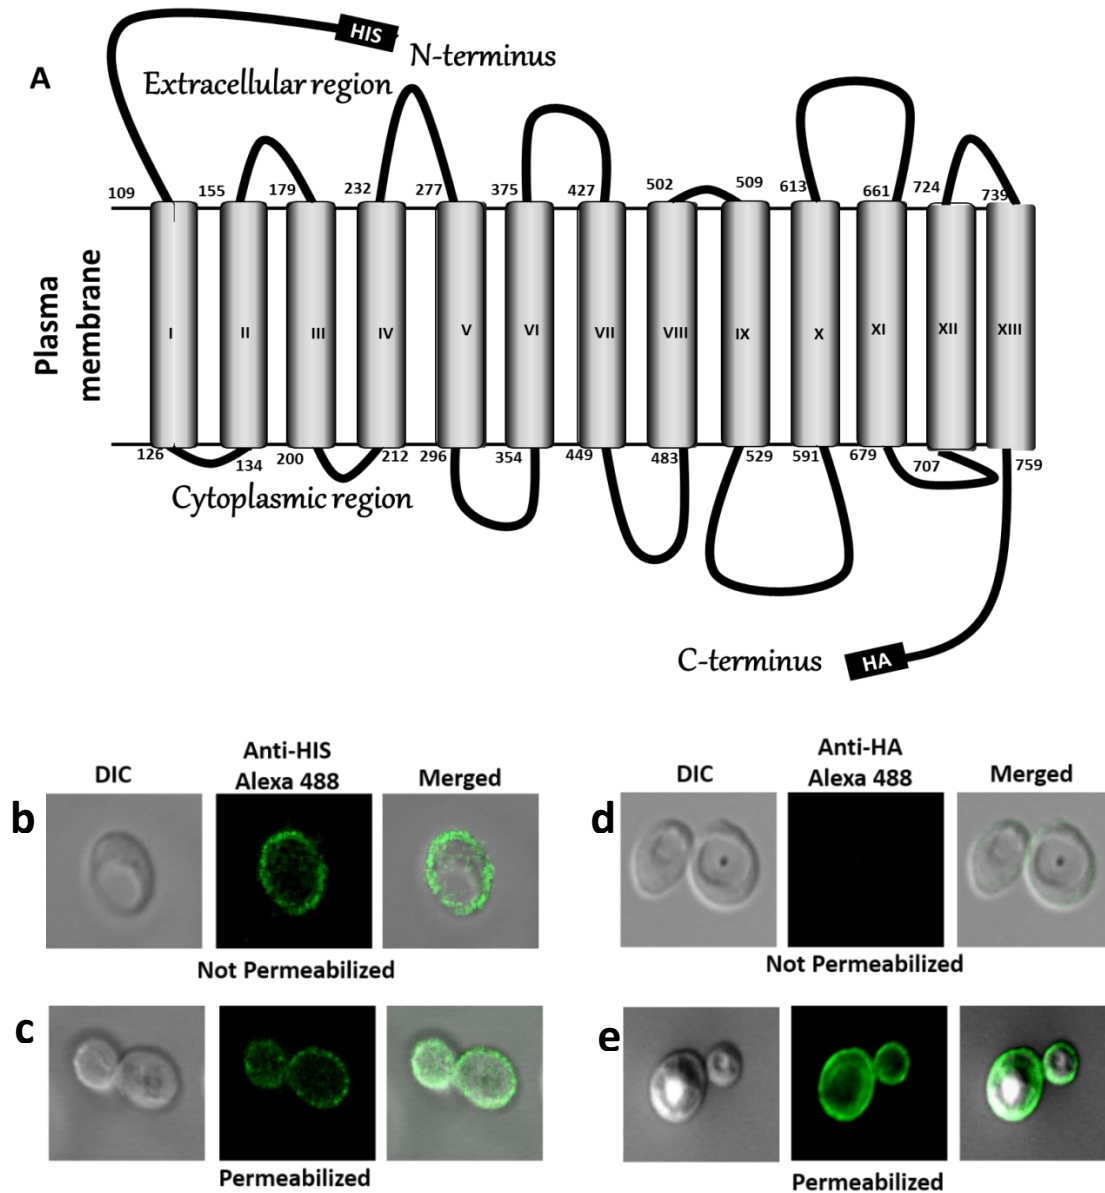 HIS
N-terminus
A
Extracellular region
109 155 179 232 277 375 427 502 509 613 661 724 739
Plasma
membrane
I II III IV V VI VII VIII IX X XI XII XIII
126 134 200 212 296 354 449 483 529 591 679 707 759
Cytoplasmic region
C-terminus HA
b
DIC
Anti-HIS
Alexa 488
Merged
Not Permeabilized
d
DIC
Anti-HA
Alexa 488
Merged
Not Permeabilized
c
Permeabilized
e
Permeabilized